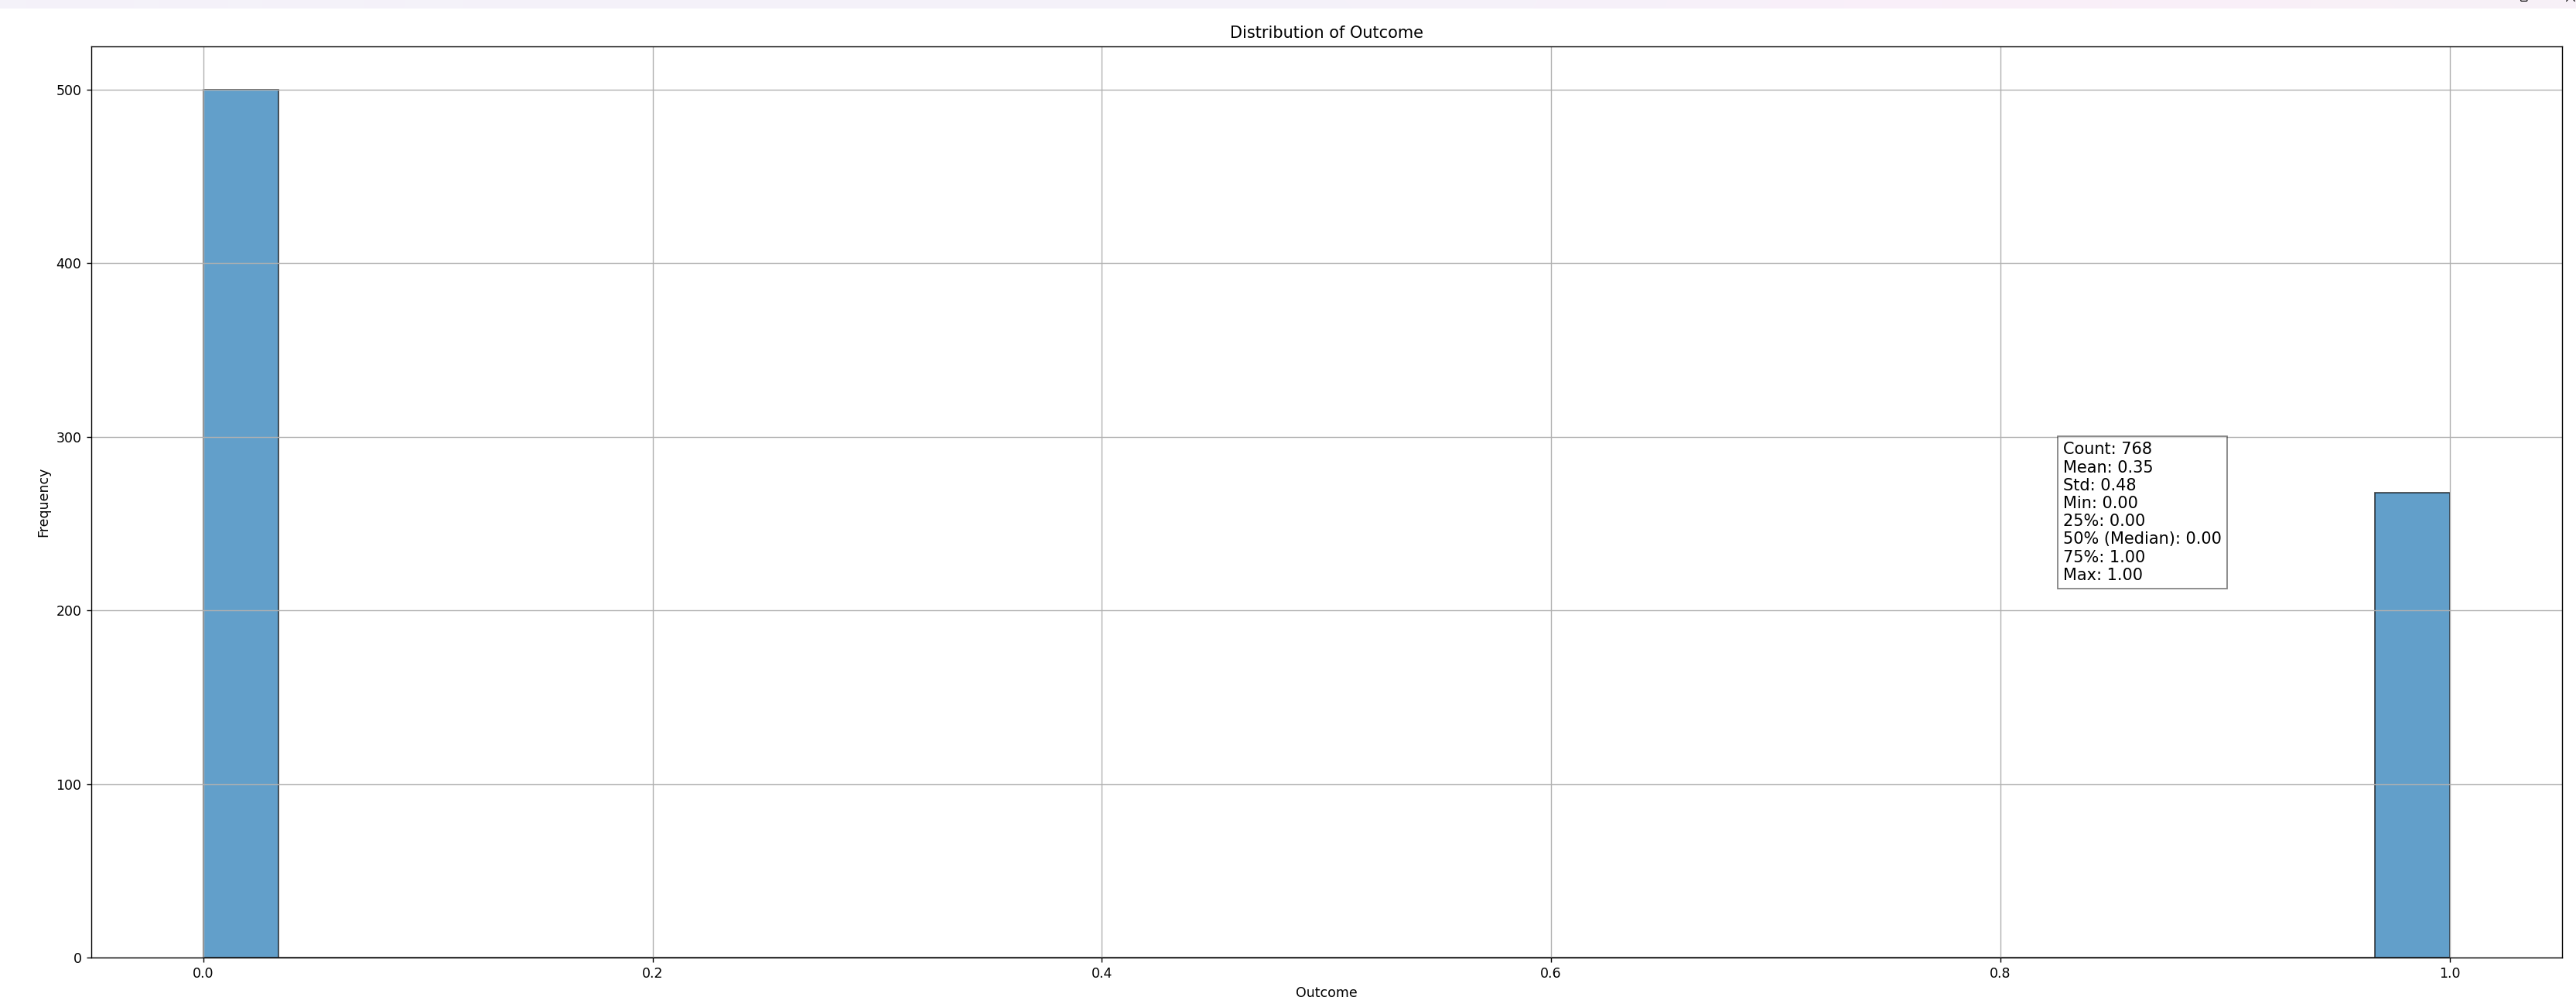 Distribution of Outcome
500
400
300
200
100
0
Frequency
Count: 768
Mean: 0.35
Std: 0.48
Min: 0.00
25%: 0.00
50% (Median): 0.00
75%: 1.00
Max: 1.00
0.0 0.2 0.4 0.6 0.8 1.0
Outcome